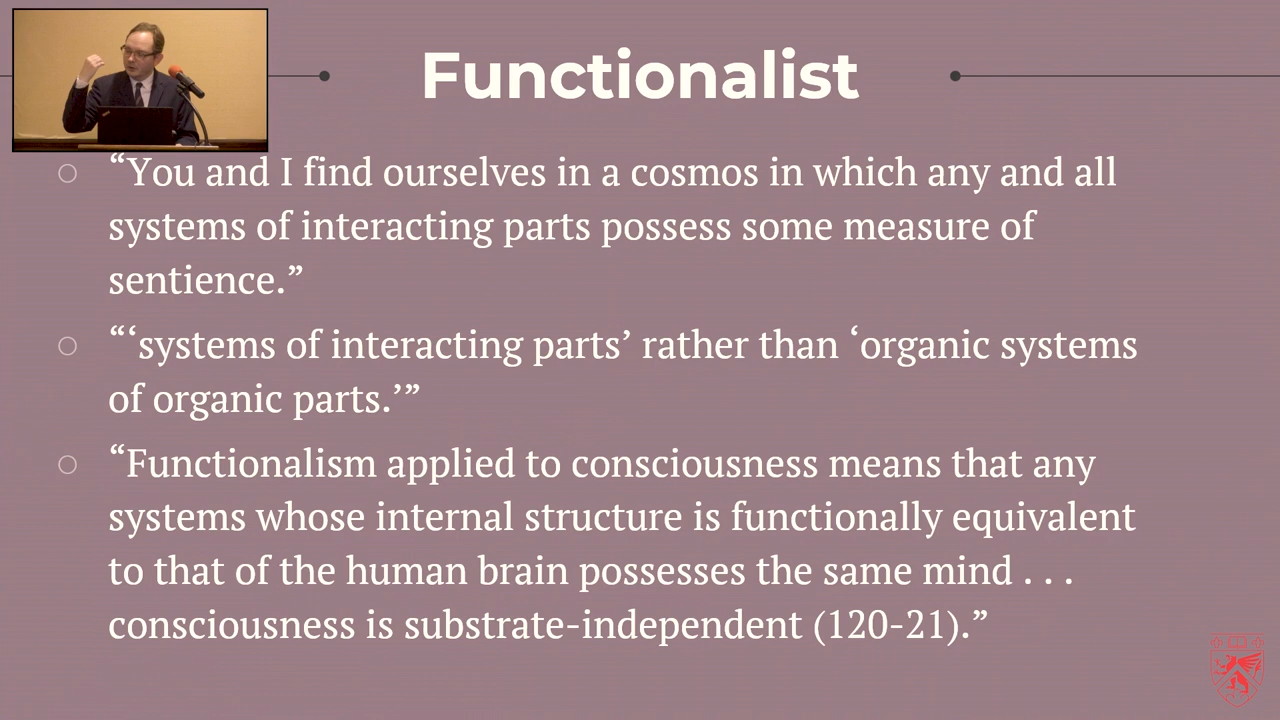 Functionalist
“You and I find ourselves in a cosmos in which any and all
systems of interacting parts possess some measure of
sentience.”
“‘systems of interacting parts’ rather than ‘organic systems
of organic parts.’”
“Functionalism applied to consciousness means that any
systems whose internal structure is functionally equivalent
to that of the human brain possesses the same mind . . .
consciousness is substrate-independent (120-21).”